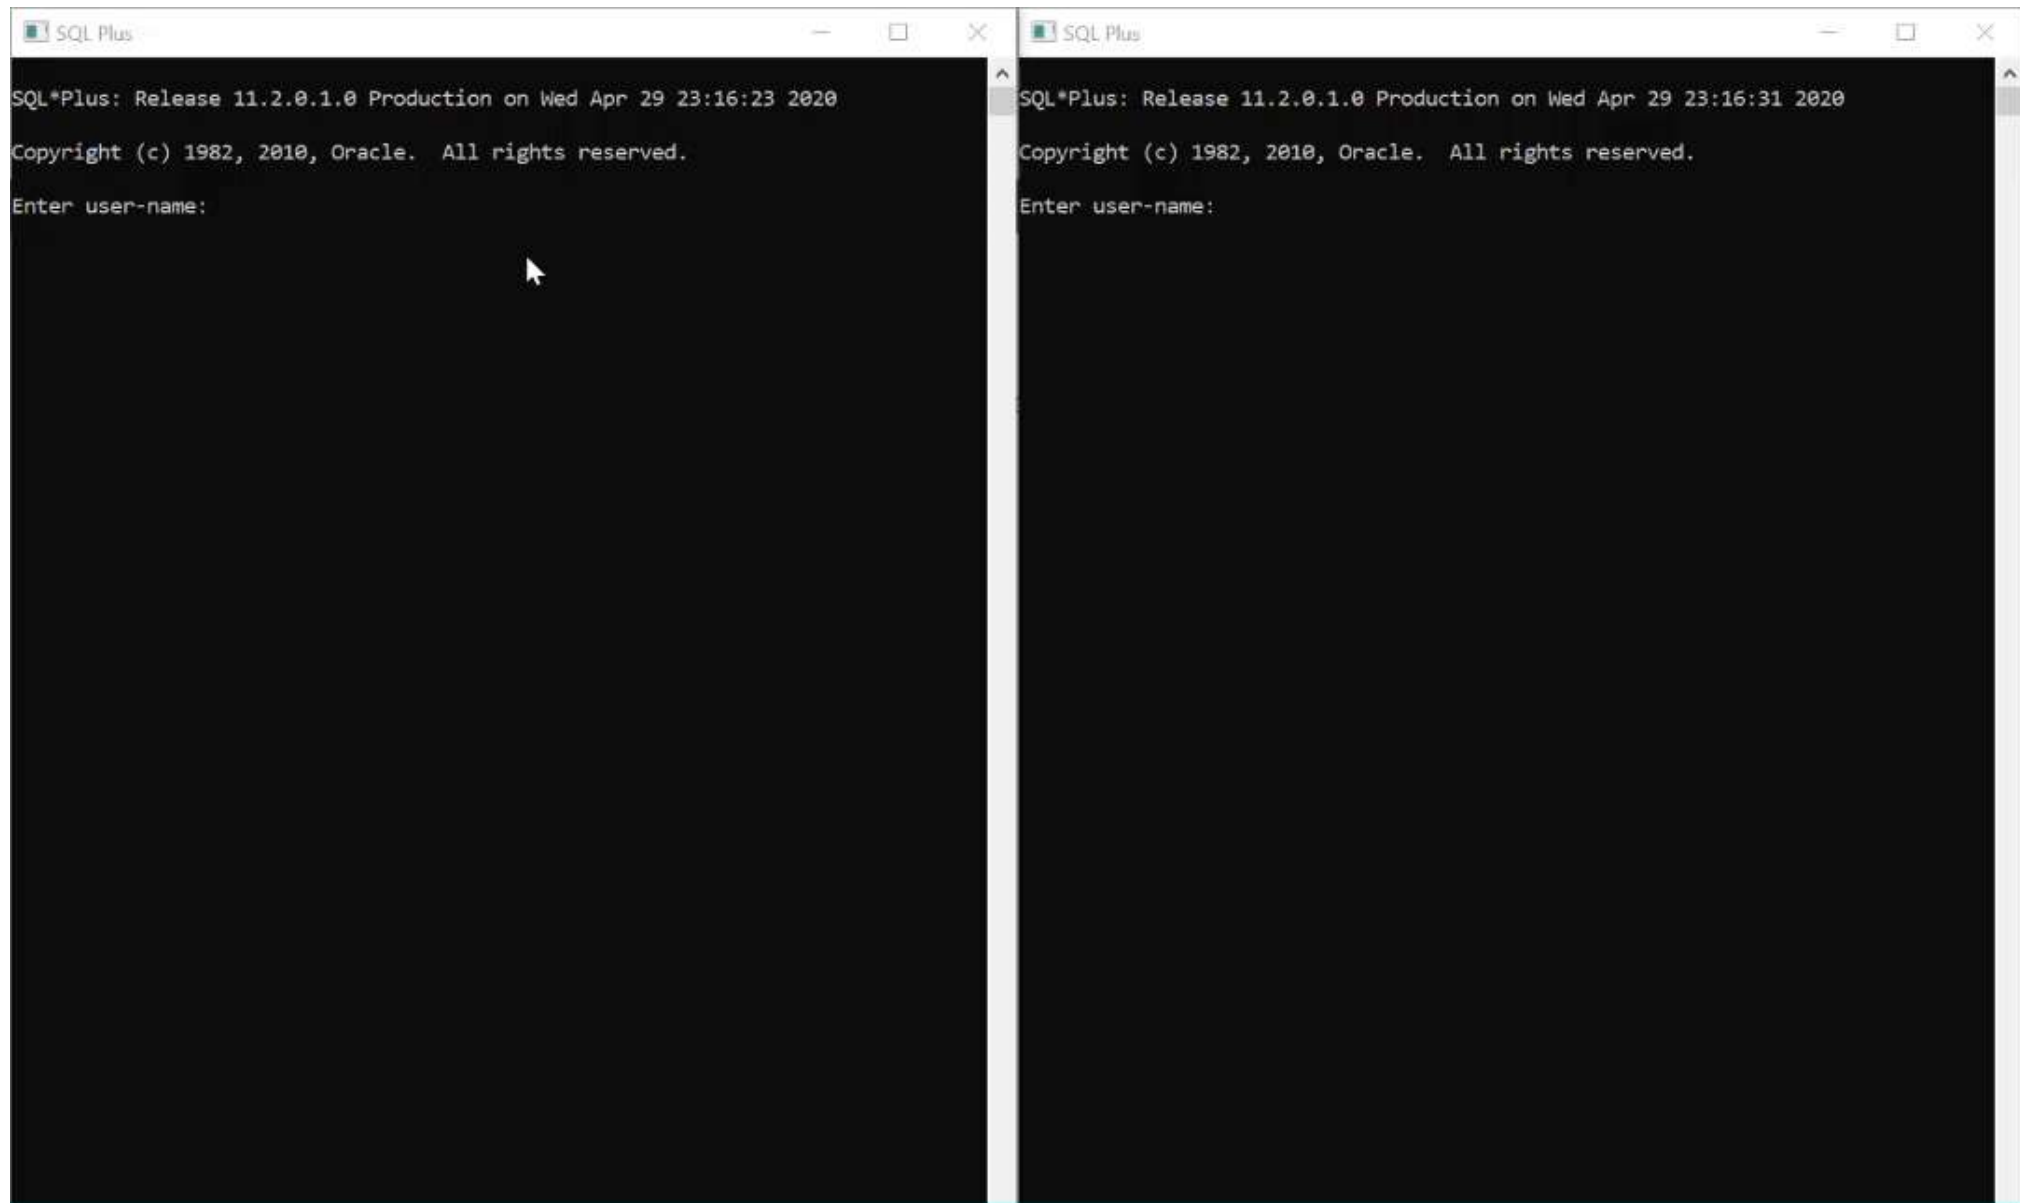 SQL Plus
SQL*Plus: Release 11.2.0.1.0 Production on Wed Apr 29 23:16:23 2020
Copyright (c) 1982, 2010, Oracle.  All rights reserved.
Enter user-name:
SQL Plus
SQL*Plus: Release 11.2.0.1.0 Production on Wed Apr 29 23:16:31 2020
Copyright (c) 1982, 2010, Oracle.  All rights reserved.
Enter user-name: